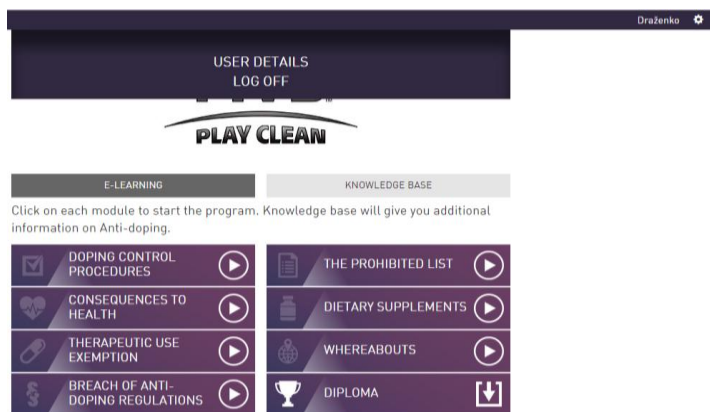 Draženko
USER DETAILS
LOG OFF
PLAY CLEAN
E-LEARNING
KNOWLEDGE BASE
Click on each module to start the program. Knowledge base will give you additional
information on Anti-doping.
DOPING CONTROL
PROCEDURES
THE PROHIBITED LIST
CONSEQUENCES TO
HEALTH
DIETARY SUPPLEMENTS
THERAPEUTIC USE
EXEMPTION
WHEREABOUTS
BREACH OF ANTI-
DOPING REGULATIONS
DIPLOMA